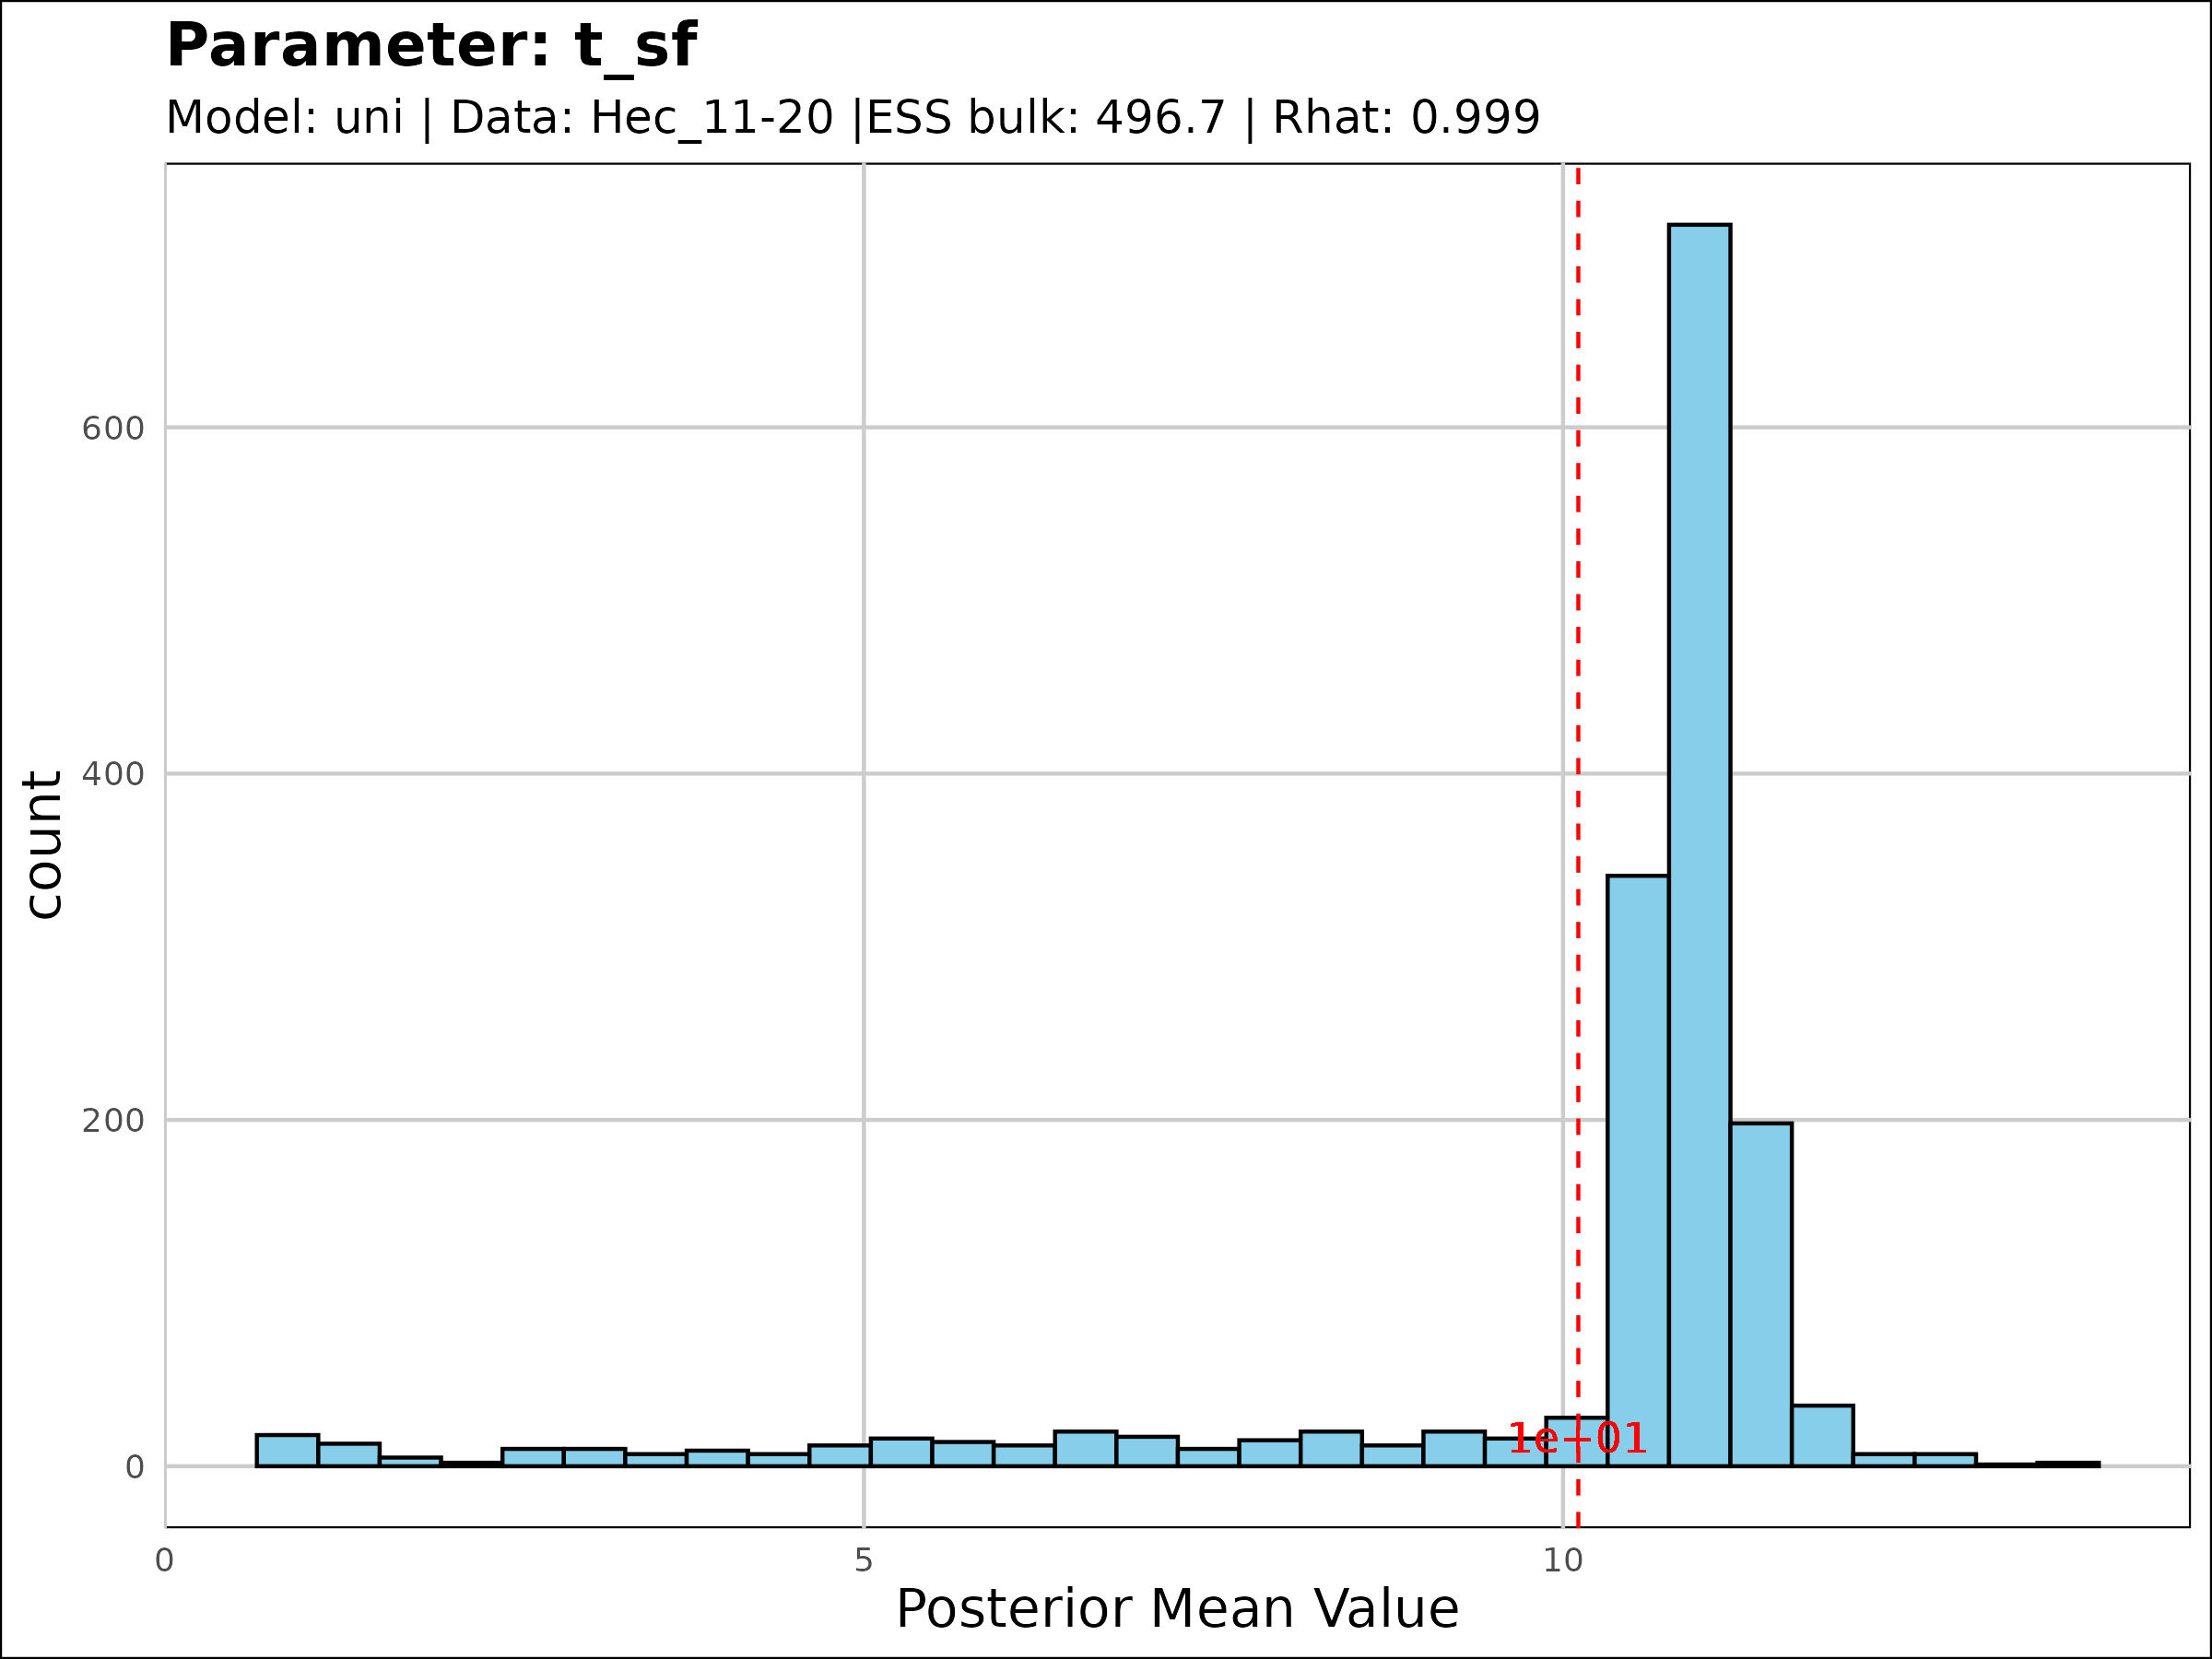 Parameter: t_sf
Model: uni | Data: Hec_11-20 |ESS bulk: 496.7 | Rhat: 0.999
count
600
400
200
0
1e+01
0 5 10
Posterior Mean Value